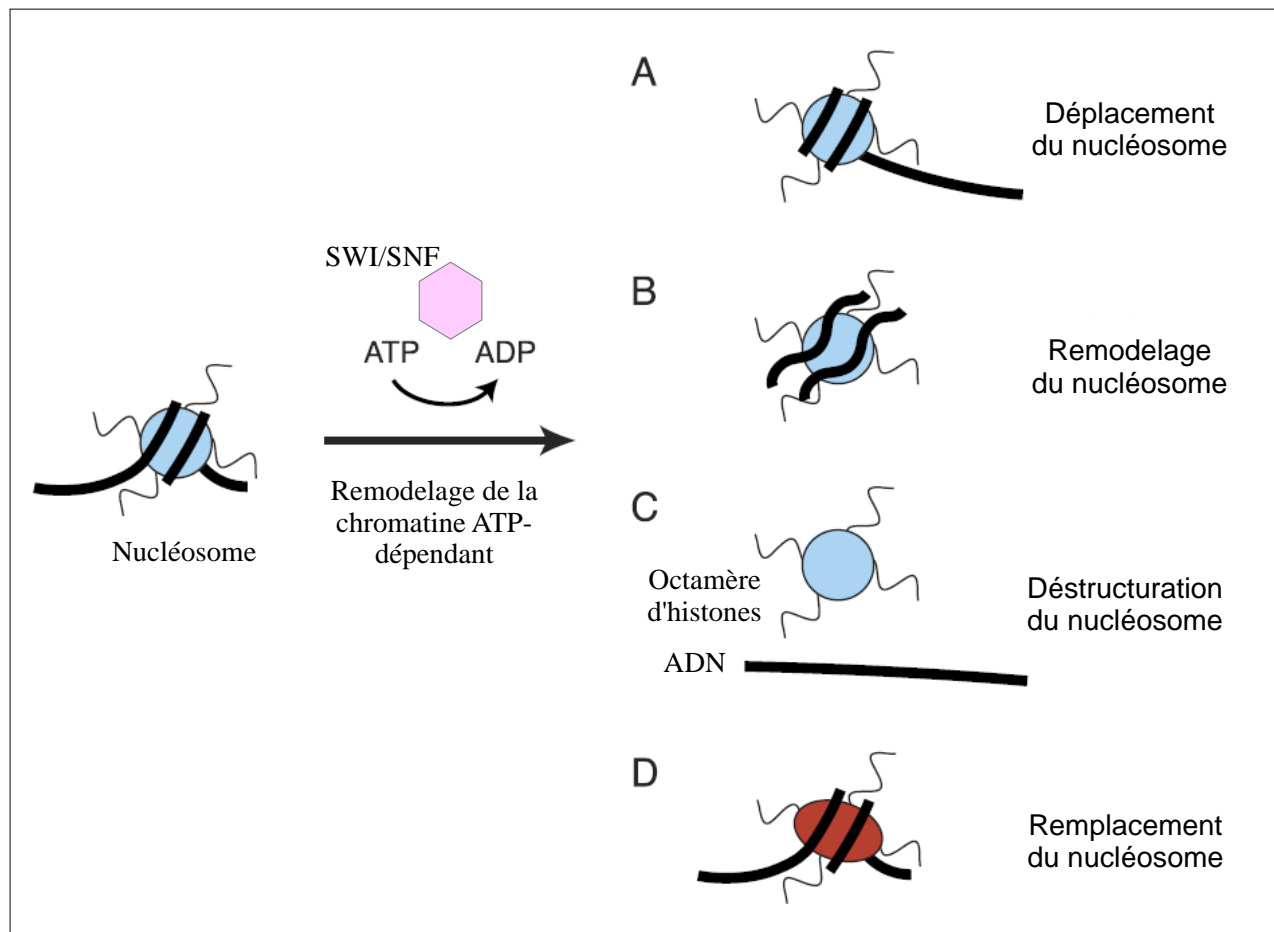 A
Déplacement
du nucléosome
SWI/SNF
ATP
ADP
B
Remodelage
du nucléosome
Nucléosome
Remodelage de la
chromatine ATP-
dépendant
C
Octamère
d'histones
Déstructuration
du nucléosome
ADN
D
Remplacement
du nucléosome